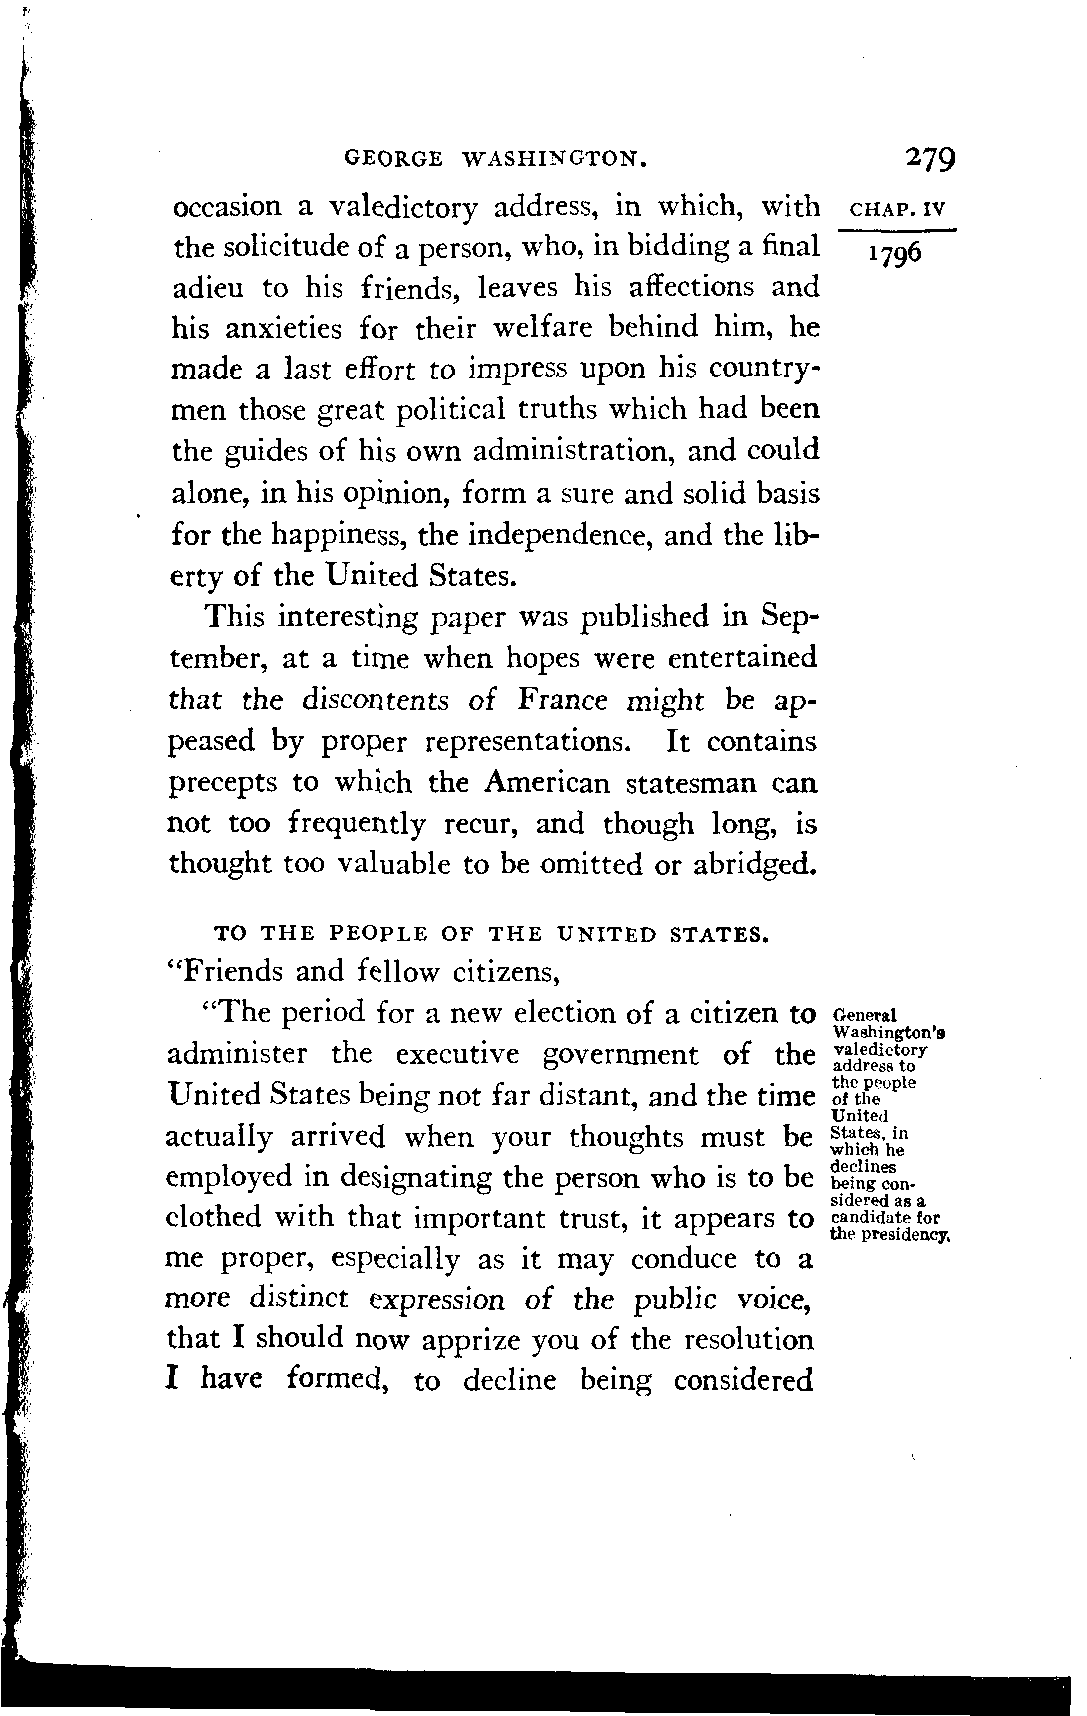 GEORGE WASHINGTON. 279
occasion a valedictory address, in which, with
the solicitude of a person, who, in bidding a final
adieu to his friends, leaves his affections and
his anxieties for their welfare behind him, he
made a last effort to impress upon his country-
men those great political truths which had been
the guides of his own administration, and could
alone, in his opinion, form a sure and solid basis
for the happiness, the independence, and the lib-
erty of the United States.
This interesting paper was published in Sep-
tember, at a time when hopes were entertained
that the discontents of France might be ap-
peased by proper representations. It contains
precepts to which the American statesman can
not too frequently recur, and though long, is
thought too valuable to be omitted or abridged.
TO THE PEOPLE OF THE UNITED STATES.
“Friends and fellow citizens,
“The period for a new election of a citizen to
administer the executive government of the
United States being not far distant, and the time
actually arrived when your thoughts must be
employed in designating the person who is to be
clothed with that important trust, it appears to
me proper, especially as it may conduce to a
more distinct expression of the public voice,
that I should now apprize you of the resolution
I have formed, to decline being considered
CHAP. IV
1796
General
Washington's
valedictory
address to
the people
of the
United
States, in
which he
declines
being con-
sidered as a
candidate for
the presidency.